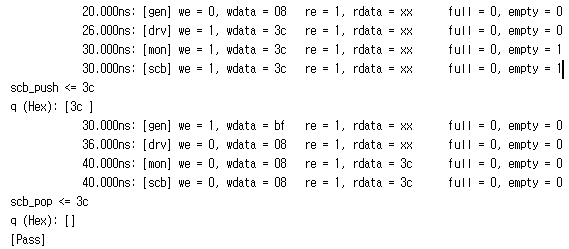 20.000ns: [gen] we = 0, wdata = 08 re = 1, rdata = xx full = 0, empty = 0
26.000ns: [drv] we = 1, wdata = 3c re = 1, rdata = xx full = 0, empty = 0
30.000ns: [mon] we = 1, wdata = 3c re = 1, rdata = xx full = 0, empty = 1
30.000ns: [scb] we = 1, wdata = 3c re = 1, rdata = xx full = 0, empty = 1
scb_push <= 3c
q (Hex): [3c ]
30.000ns: [gen] we = 1, wdata = bf re = 1, rdata = xx full = 0, empty = 0
36.000ns: [drv] we = 0, wdata = 08 re = 1, rdata = xx full = 0, empty = 0
40.000ns: [mon] we = 0, wdata = 08 re = 1, rdata = 3c full = 0, empty = 0
40.000ns: [scb] we = 0, wdata = 08 re = 1, rdata = 3c full = 0, empty = 0
scb_pop <= 3c
q (Hex): []
[Pass]